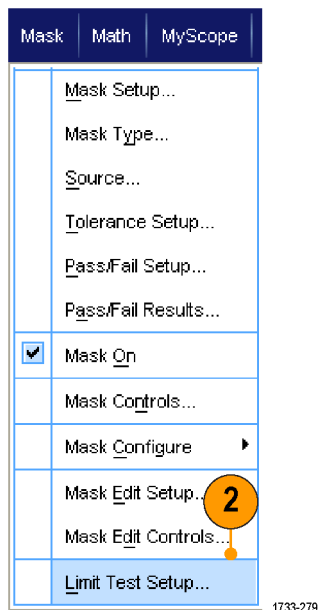 Mask Math MyScope
Mask Setup...
Mask Type...
Source...
Tolerance Setup...
Pass/Fail Setup...
Pass/Fail Results...
Mask On
Mask Controls...
Mask Configure
Mask Edit Setup..
2
Mask Edit Controls...
Limit Test Setup...
1733-279